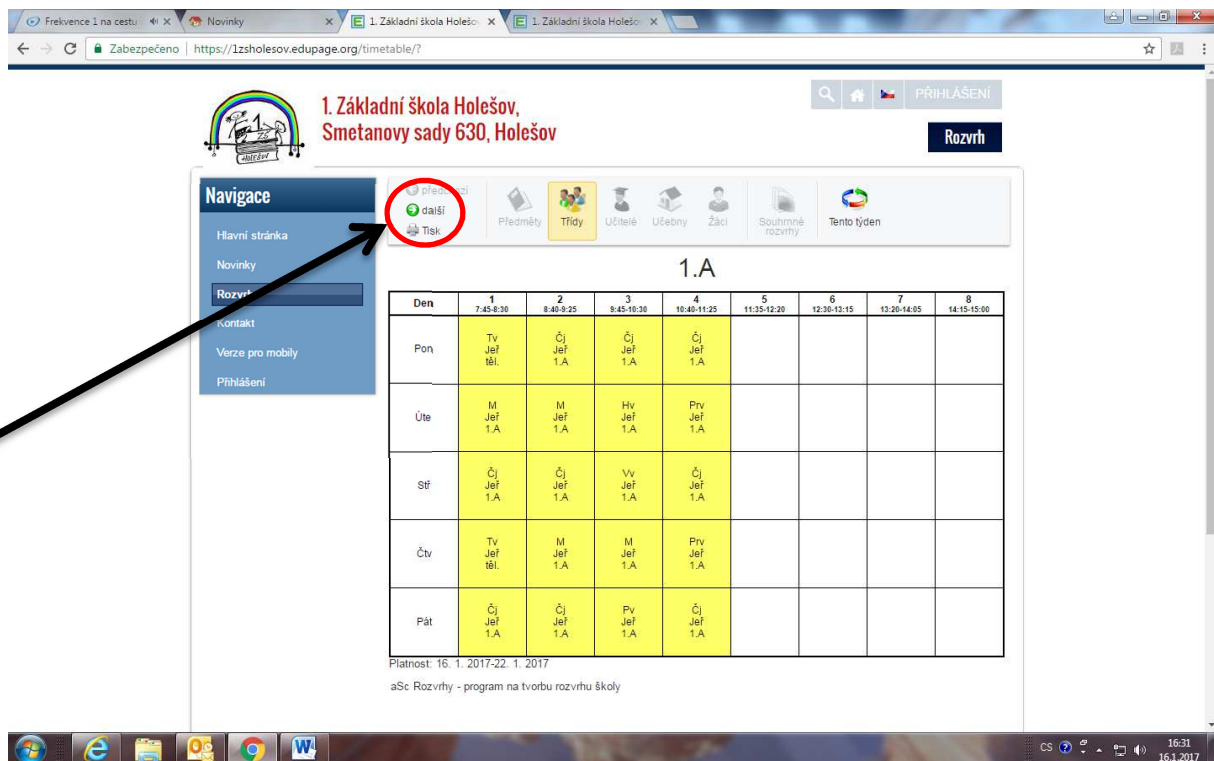 Frekvence 1 na cestu
Novinky
1. Základní škola Holešo
1. Základní škola Holešo
Zabezpečeno | https://1zsholesov.edupage.org/timetable/?
1. Základní škola Holešov,
Smetanovy sady 630, Holešov
HOLEŠOV
PŘIHLÁŠENÍ
Rozvrh
Navigace
Hlavní stránka
Novinky
Kontakt
Verze pro mobily
Přihlášení
další
Tisk
Předměty
Třídy
Učitelé
Učebny
Žáci
Souhrnné
rozvrhy
Tento týden
1.A
Den 1 2 3 4 5 6 7 8
7:45-8:30 8:40-9:25 9:45-10:30 10:40-11:25 11:35-12:20 12:30-13:15 13:20-14:05 14:15-15:00
Tv Čj Čj Čj
Pon Jeř Jeř Jeř Jeř
těl. 1.A 1.A 1.A
M M Hv Prv
Úte Jeř Jeř Jeř Jeř
1.A 1.A 1.A 1.A
Čj Čj Vv Čj
Stř Jeř Jeř Jeř Jeř
1.A 1.A 1.A 1.A
Tv M M Prv
Čtv Jeř Jeř Jeř Jeř
těl. 1.A 1.A 1.A
Čj Čj Pv Čj
Pát Jeř Jeř Jeř Jeř
1.A 1.A 1.A 1.A
Platnost: 16. 1. 2017-22. 1. 2017
aSc Rozvrhy - program na tvorbu rozvrhu školy
CS
16:31
16.1.2017